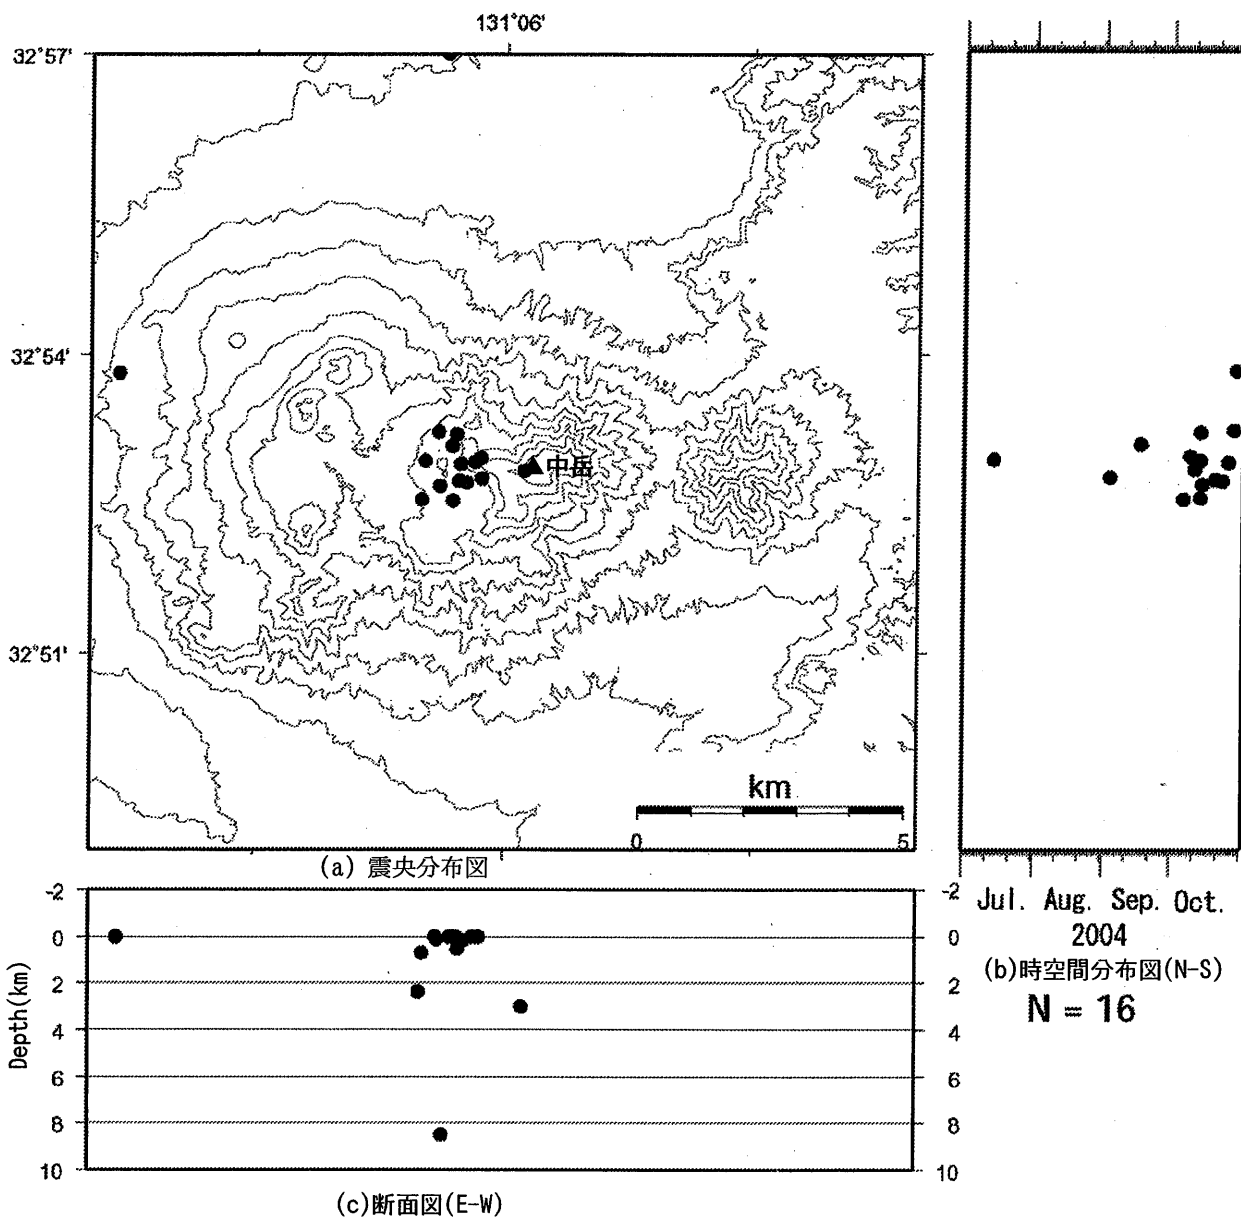 131°06'
32°57'
32°54'
32°51'
中岳
km
0 5
(a) 震央分布図
Jul. Aug. Sep. Oct.
2004
(b)時空間分布図(N-S)
N = 16
-2 -2
0 0
2 2
4 4
6 6
8 8
10 10
Depth(km)
(c)断面図(E-W)